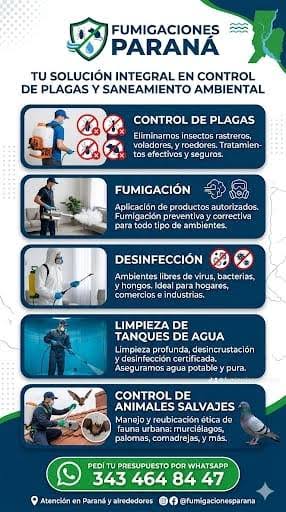 FUMIGACIONES
PARANÁ
TU SOLUCIÓN INTEGRAL EN CONTROL
DE PLAGAS Y SANEAMIENTO AMBIENTAL
CONTROL DE PLAGAS
Eliminamos insectos rastreros,
voladores, y roedores. Tratamien-
tos efectivos y seguros.
FUMIGACIÓN
Aplicación de productos autorizados.
Fumigación preventiva y correctiva
para todo tipo de ambientes.
DESINFECCIÓN
Ambientes libres de virus, bacterias,
y hongos. Ideal para hogares,
comercios e industrias.
LIMPIEZA DE
TANQUES DE AGUA
Limpieza profunda, desincrustación
y desinfección certificada.
Aseguramos agua potable y pura.
CONTROL DE
ANIMALES SALVAJES
Manejo y reubicación ética de
fauna urbana: murciélagos,
palomas, comadrejas, y más.
PEDÍ TU PRESUPUESTO POR WHATSAPP
343 464 84 47
Atención en Paraná y alrededores @fumigacionesparana